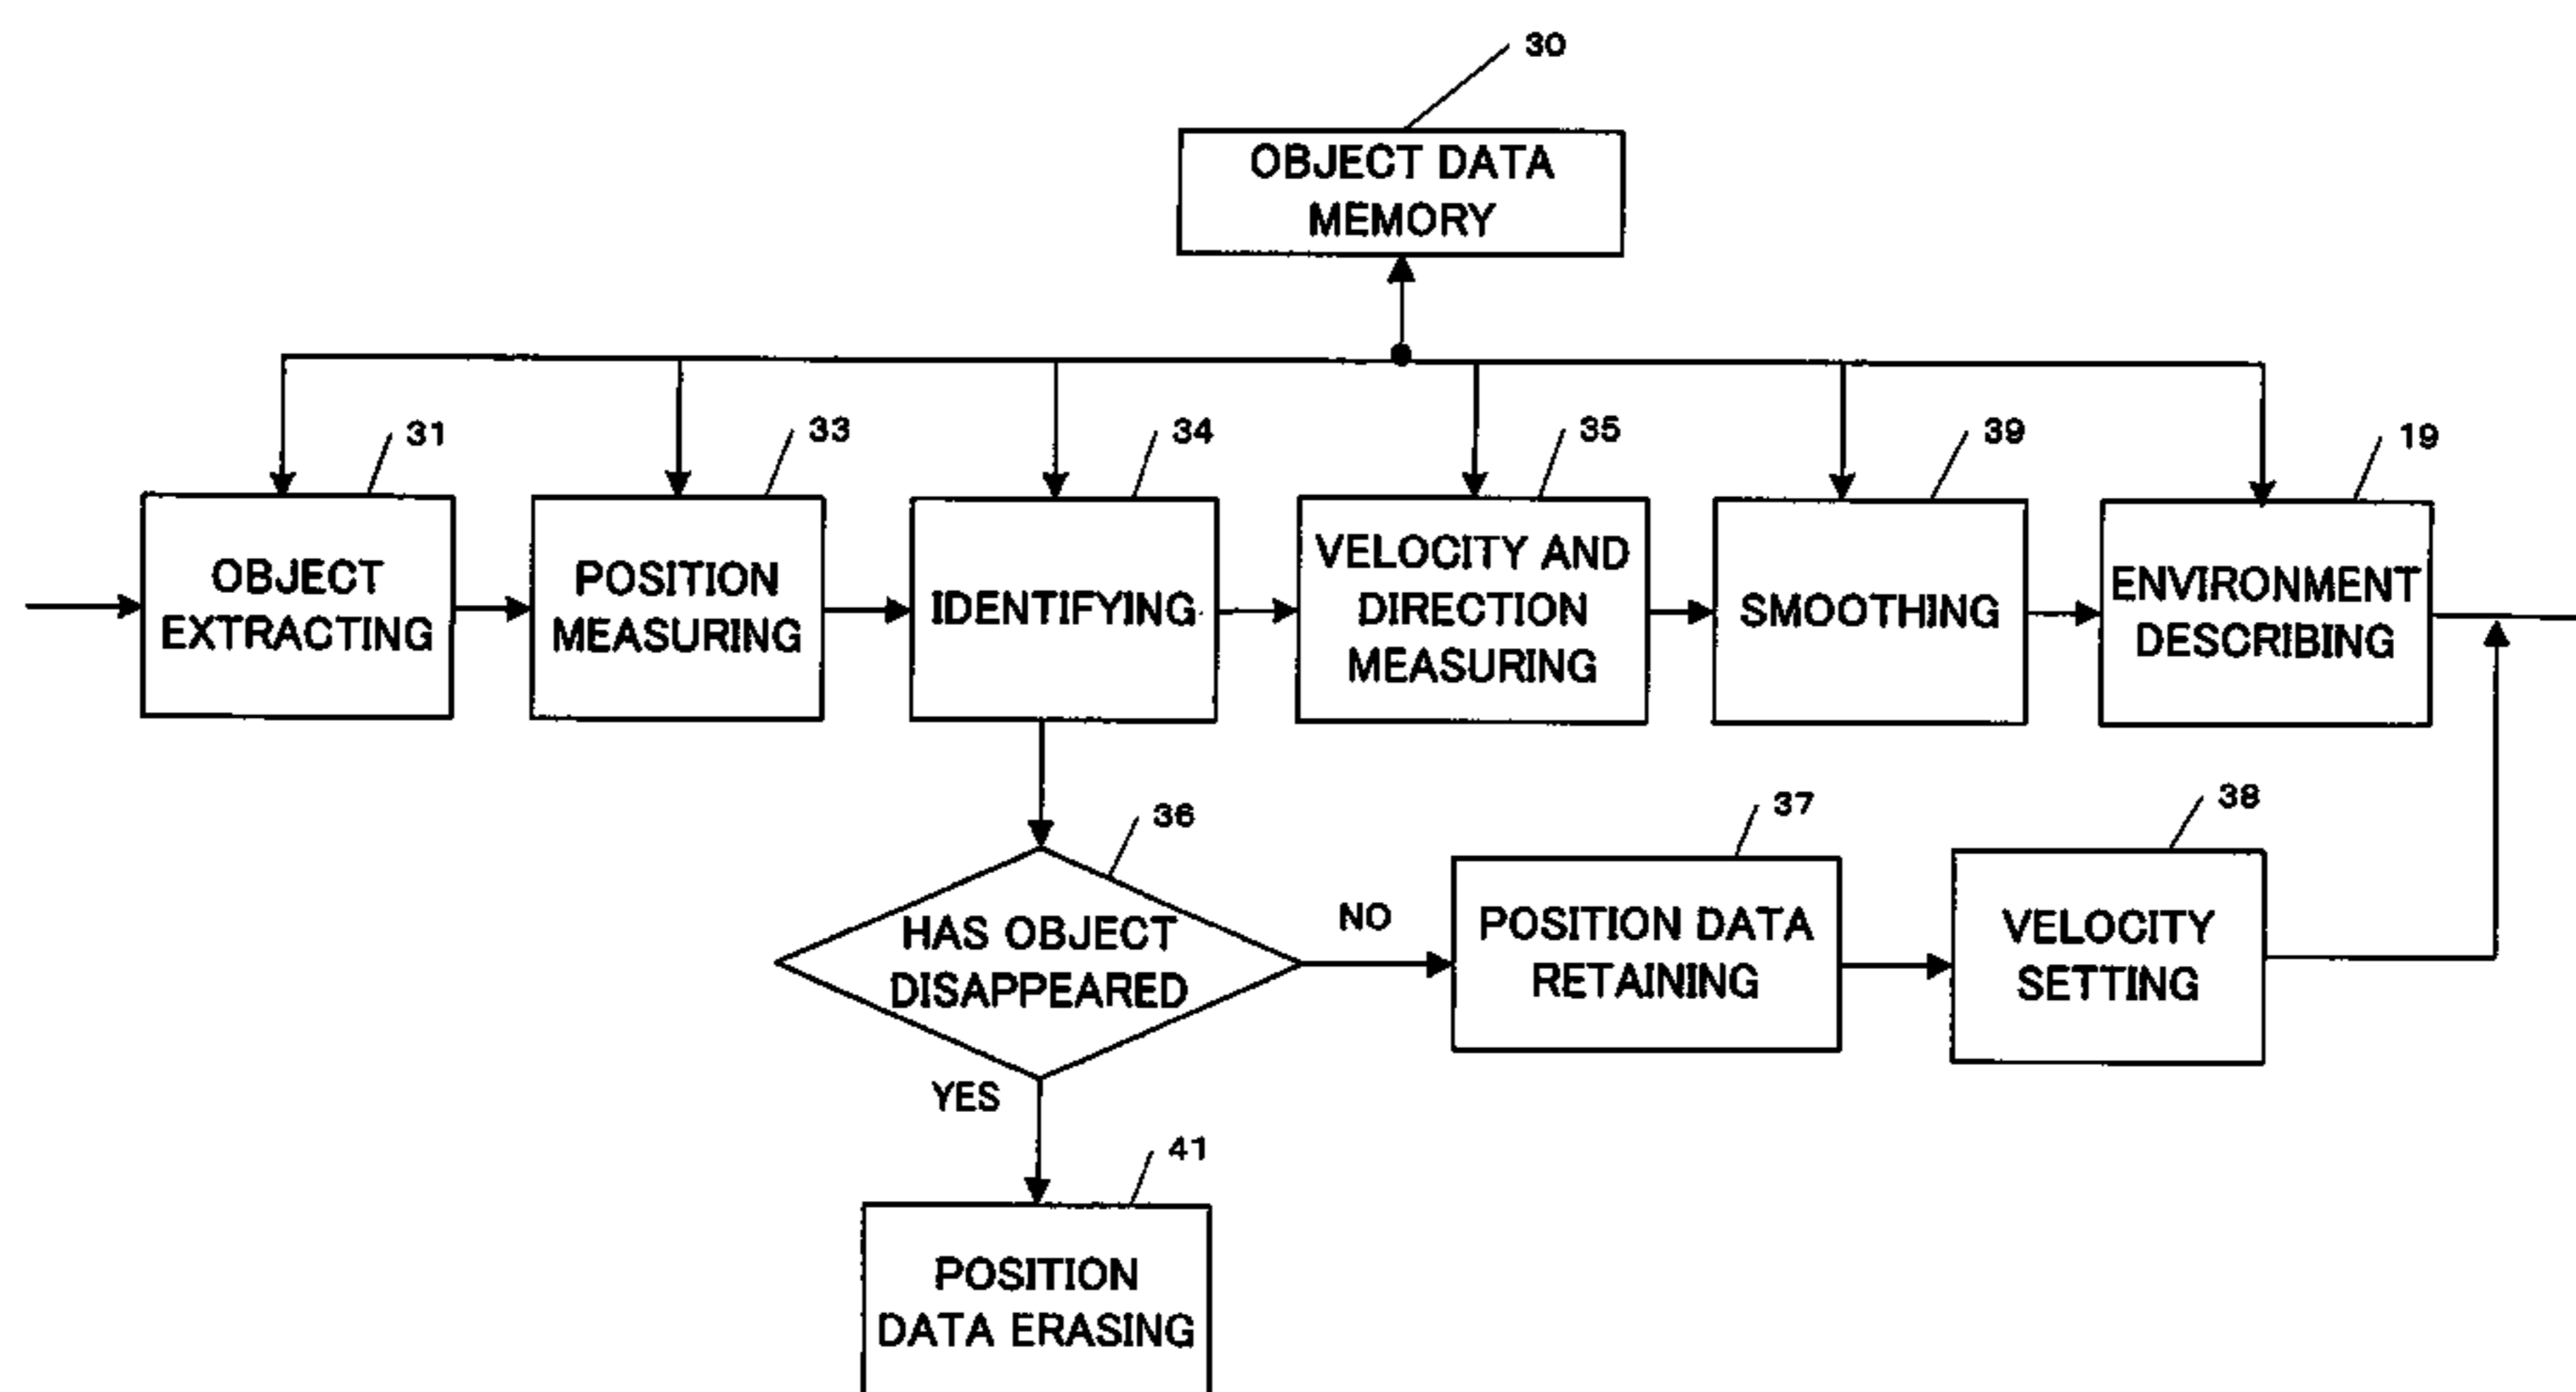 30
OBJECT DATA
MEMORY
31
33
34
35
39
19
OBJECT
EXTRACTING
POSITION
MEASURING
IDENTIFYING
VELOCITY AND
DIRECTION
MEASURING
SMOOTHING
ENVIRONMENT
DESCRIBING
36
37
38
HAS OBJECT
DISAPPEARED
NO
POSITION DATA
RETAINING
VELOCITY
SETTING
YES
41
POSITION
DATA ERASING